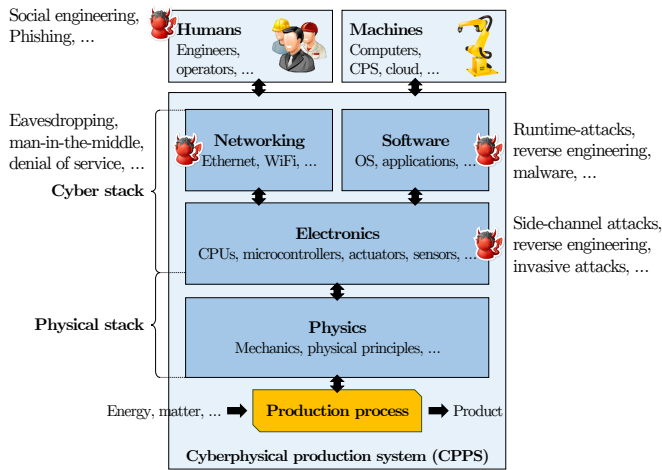 Social engineering,
Phishing, ...
Humans
Engineers,
operators, ...
Machines
Computers,
CPS, cloud, ...
Eavesdropping,
man-in-the-middle,
denial of service, ...
Networking
Ethernet, WiFi, ...
Software
OS, applications, ...
Runtime-attacks,
reverse engineering,
malware, ...
Cyber stack
Electronics
CPUs, microcontrollers, actuators, sensors, ...
Side-channel attacks,
reverse engineering,
invasive attacks, ...
Physical stack
Physics
Mechanics, physical principles, ...
Energy, matter, ...
Production process
Product
Cyberphysical production system (CPPS)